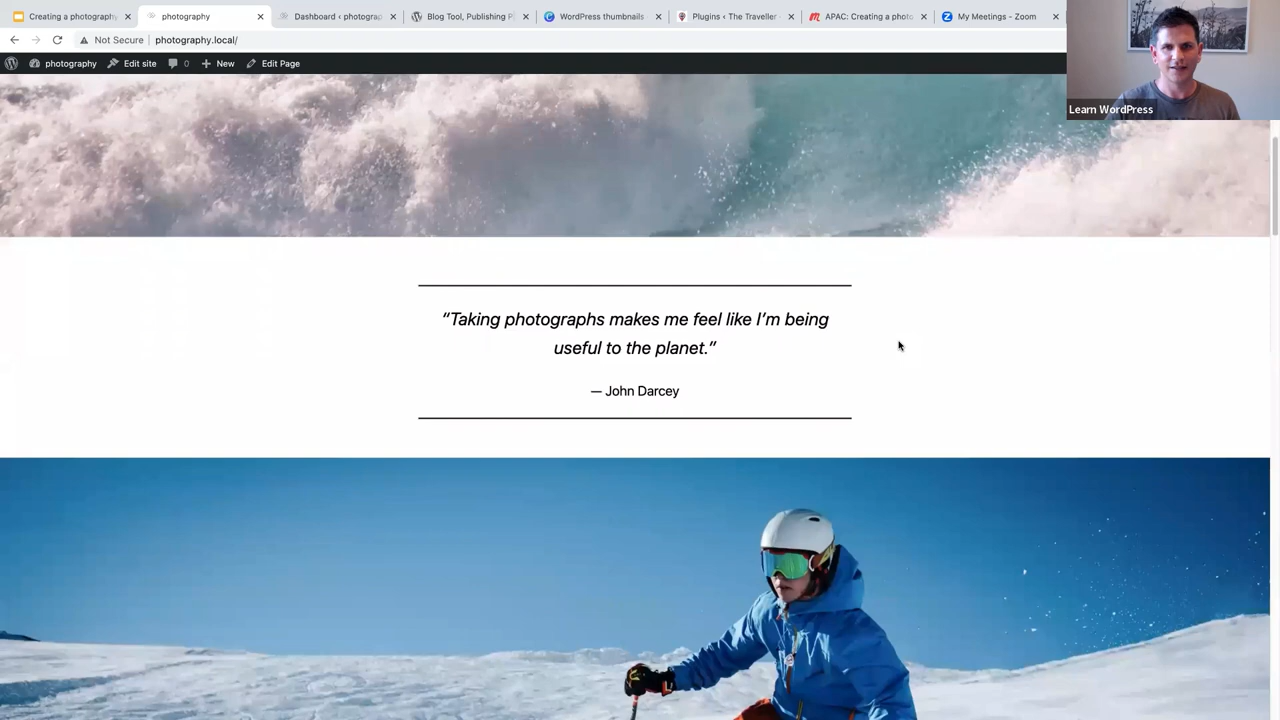 Creating a photography
photography
Dashboard ‹ photograp
Blog Tool, Publishing P
WordPress thumbnails
Plugins ‹ The Traveller
APAC: Creating a photo
My Meetings - Zoom
Not Secure
photography.local/
photography
Edit site
0
New
Edit Page
Learn WordPress
“Taking photographs makes me feel like I’m being
useful to the planet.”
— John Darcey